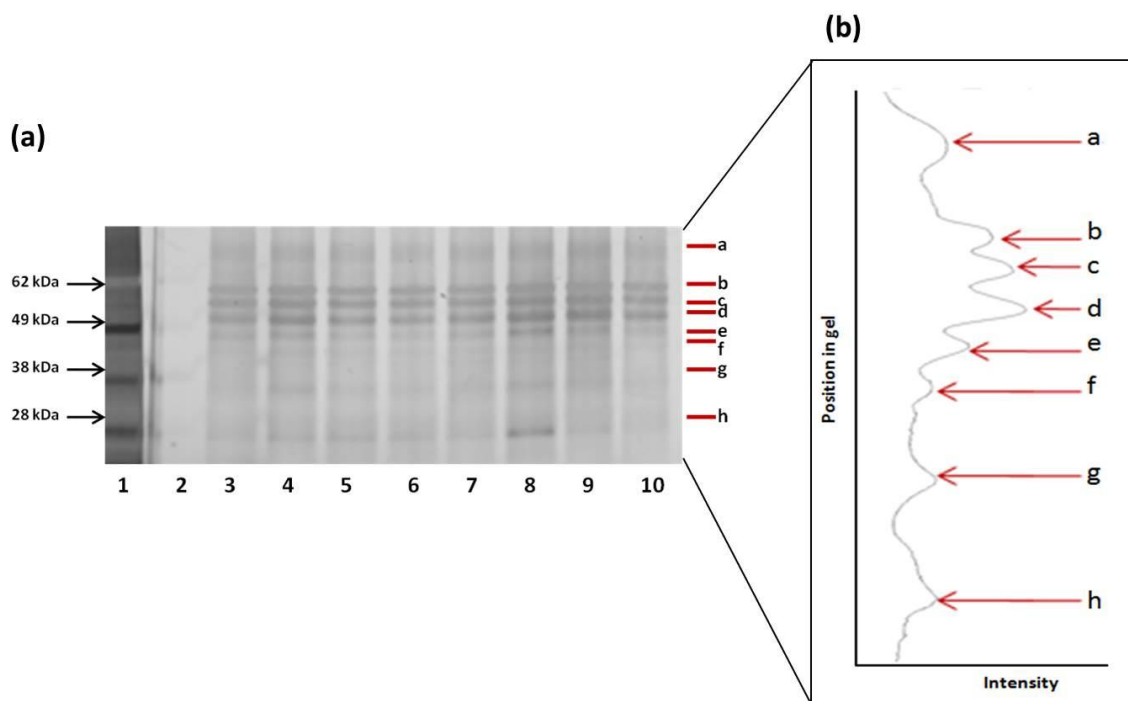 (b)
(a)
62 kDa
49 kDa
38 kDa
28 kDa
1 2 3 4 5 6 7 8 9 10
a
b
c
d
e
f
g
h
Position in gel
a
b
c
d
e
f
g
h
Intensity